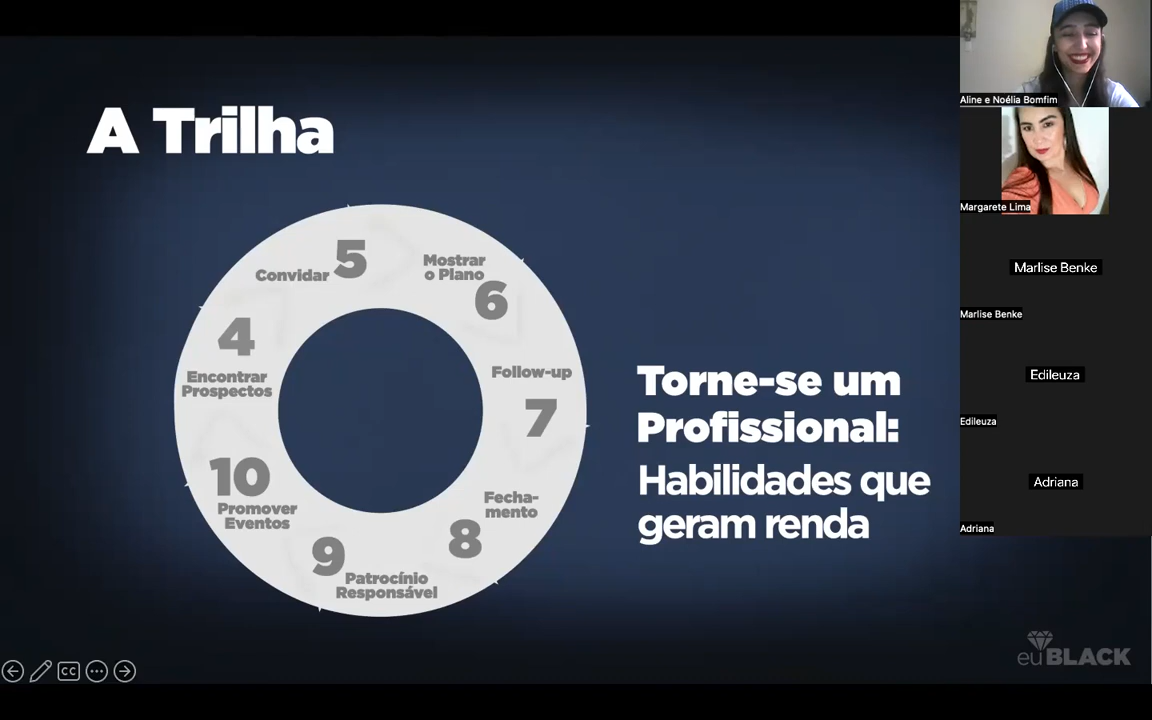 A Trilha
4
Encontrar
Prospectos
Convidar
5
Mostrar
o Plano
6
Follow-up
7
Fecha-
mento
8
9
Patrocínio
Responsável
10
Promover
Eventos
Torne-se um
Profissional:
Habilidades que
geram renda
euBLACK
CC
Aline e Noélia Bomfim
Margarete Lima
Marlise Benke
Marlise Benke
Edileuza
Edileuza
Adriana
Adriana